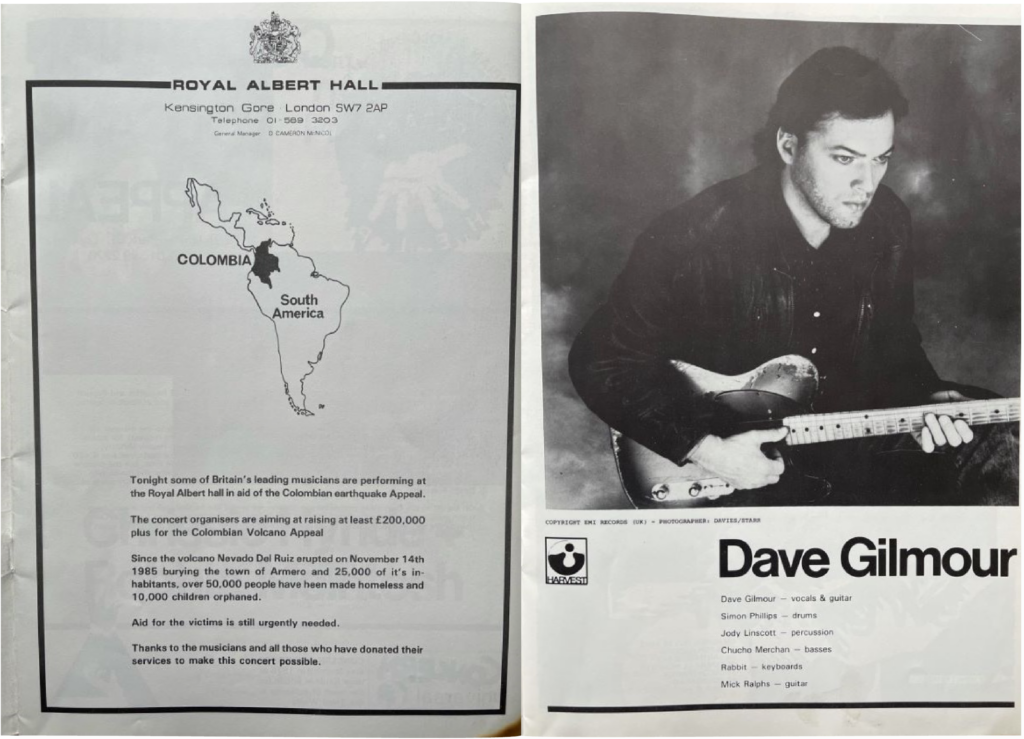 ROYAL ALBERT HALL
Kensington Gore London SW7 2AP
Telephone 01-589 3203
General Manager D CAMERON McNICOL
COLOMBIA
South
America
Tonight some of Britain's leading musicians are performing at
the Royal Albert hall in aid of the Colombian earthquake Appeal.
The concert organisers are aiming at raising at least £200,000
plus for the Colombian Volcano Appeal
Since the volcano Nevado Del Ruiz erupted on November 14th
1985 burying the town of Armero and 25,000 of it's in-
habitants, over 50,000 people have been made homeless and
10,000 children orphaned.
Aid for the victims is still urgently needed.
Thanks to the musicians and all those who have donated their
services to make this concert possible.
COPYRIGHT EMI RECORDS (UK) - PHOTOGRAPHER: DAVIES/STARR
HARVEST
Dave Gilmour
Dave Gilmour — vocals & guitar
Simon Phillips — drums
Jody Linscott — percussion
Chucho Merchan — basses
Rabbit — keyboards
Mick Ralphs — guitar